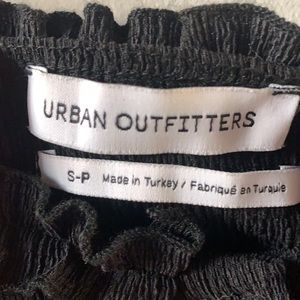 URBAN OUTFITTERS
S-P Made in Turkey / Fabriqué en Turquie